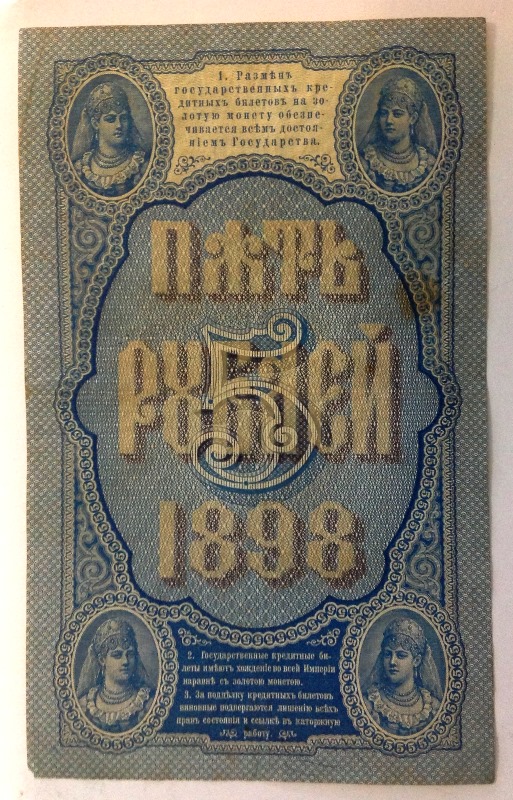 1. Размѣнъ
государственныхъ кре-
дитныхъ билетовъ на зо-
лотую монету обезпе-
чивается всѣмъ достоя-
ніемъ Государства.
ПЯТЬ
РУБЛЕЙ
5
1898
2. Государственные кредитные би-
леты имѣютъ хожденіе во всей Имперіи
наравнѣ съ золотою монетою.
3. За поддѣлку кредитныхъ билетовъ
виновные подвергаются лишенію всѣхъ
правъ состоянія и ссылкѣ въ каторжную
работу.